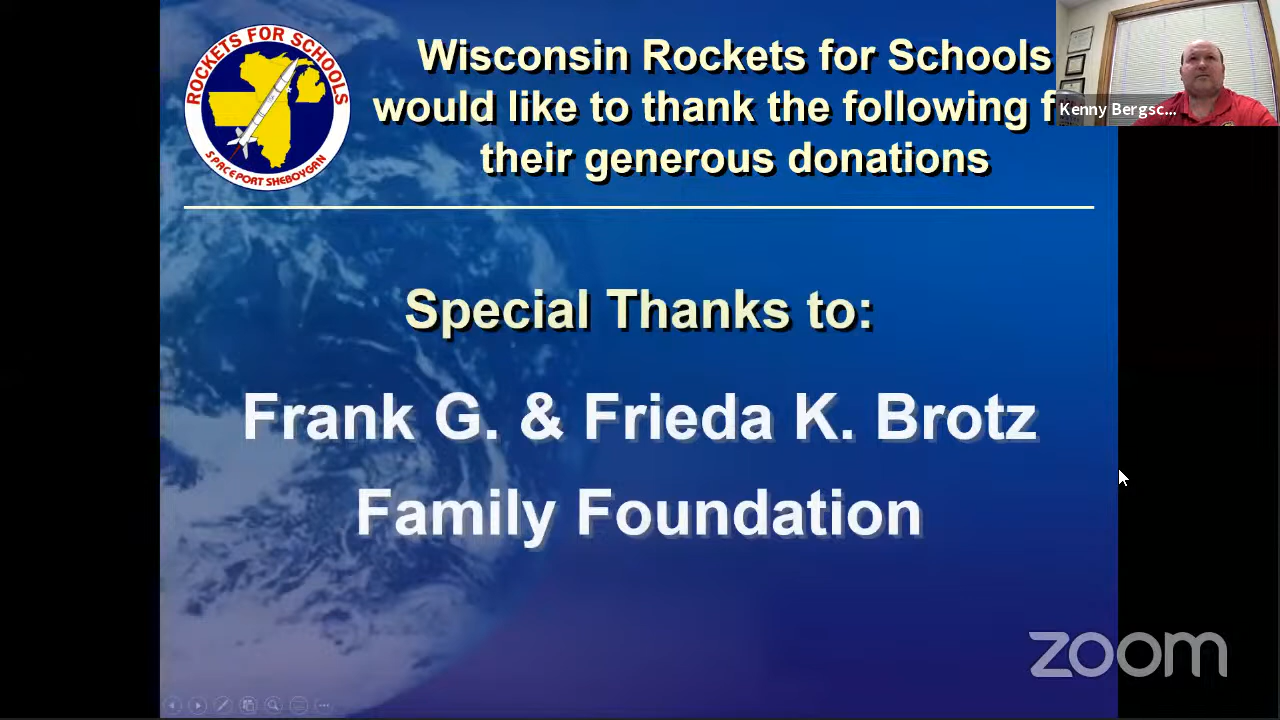 ROCKETS FOR SCHOOLS
SPACEPORT SHEBOYGAN
Wisconsin Rockets for Schools
would like to thank the following f
their generous donations
Kenny Bergsc...
Special Thanks to:
Frank G. & Frieda K. Brotz
Family Foundation
zoom